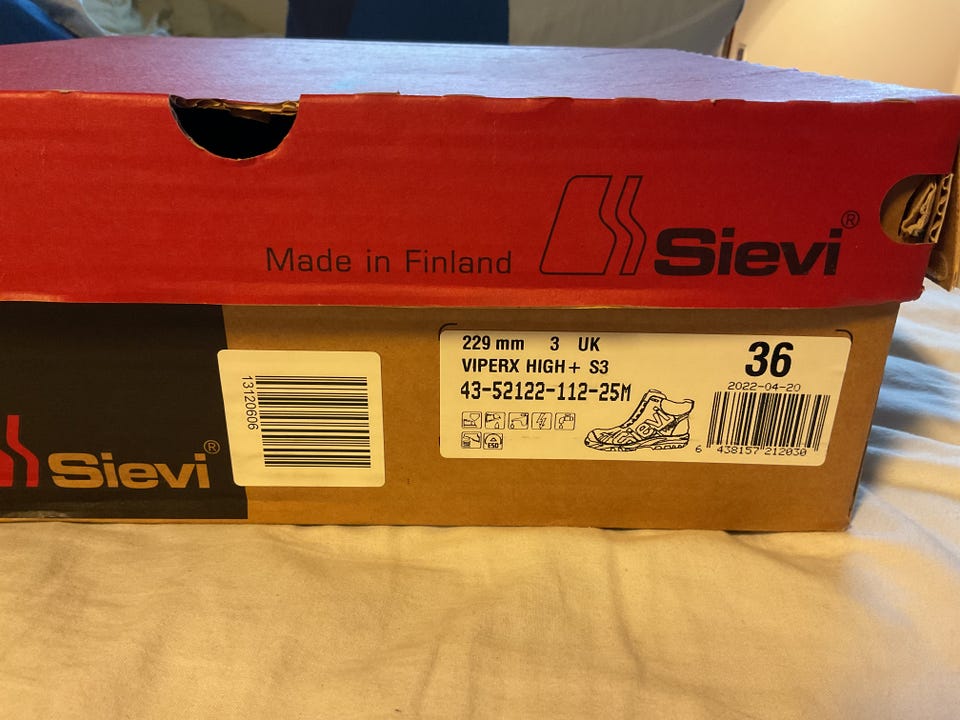 Made in Finland
Sievi®
Sievi®
13120606
229 mm 3 UK
VIPERX HIGH+ S3
43-52122-112-25M
ESD
36
2022-04-20
6 438157 212030